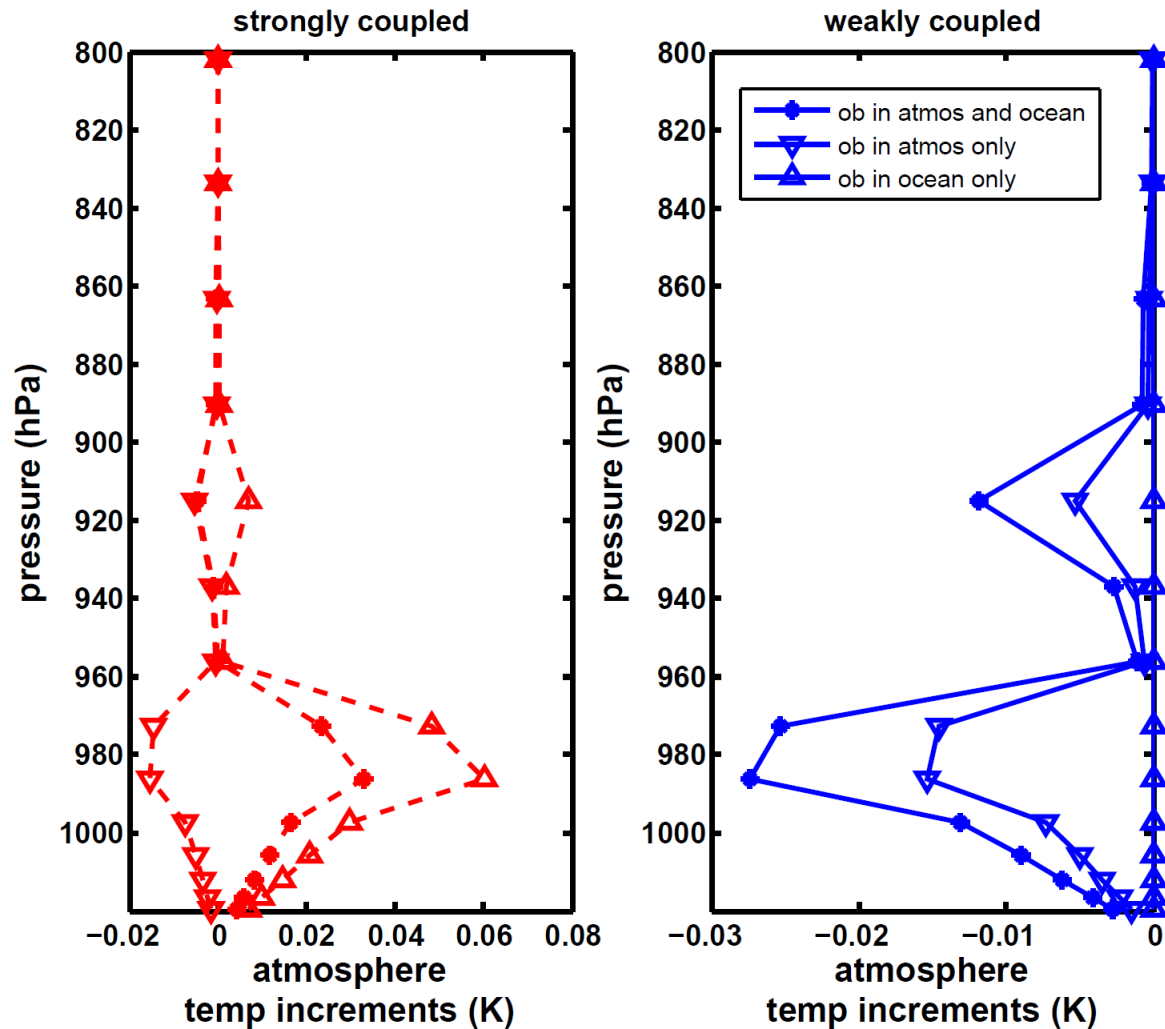 strongly coupled
800
820
840
860
880
900
920
940
960
980
1000
pressure (hPa)
−0.02
0
0.02
0.04
0.06
0.08
atmosphere
temp increments (K)
weakly coupled
ob in atmos and ocean
ob in atmos only
ob in ocean only
800
820
840
860
880
900
920
940
960
980
1000
pressure (hPa)
−0.03
−0.02
−0.01
0
atmosphere
temp increments (K)